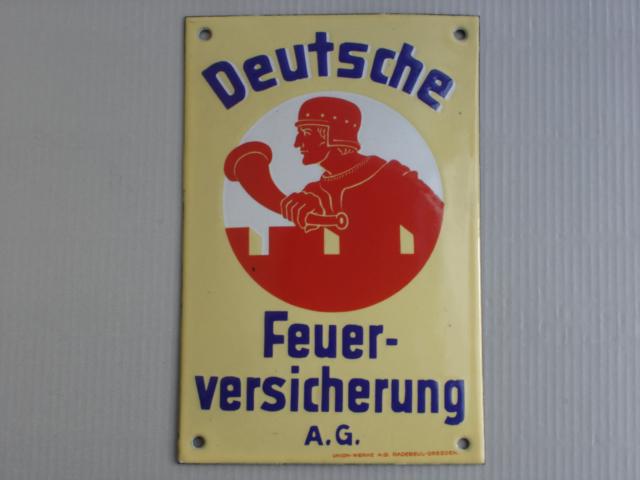 Deutsche
Feuer-
versicherung
A.G.
UNION-WERKE A.G. RADEBEUL-DRESDEN.